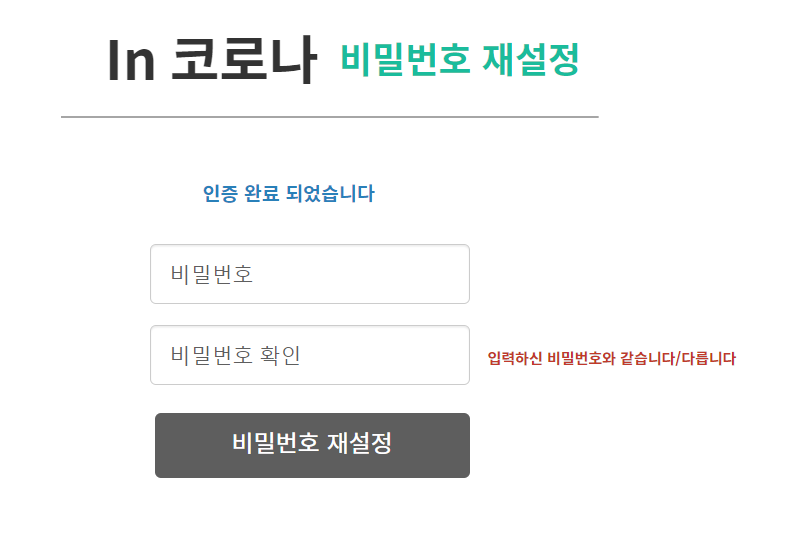 In 코로나 비밀번호 재설정
인증 완료 되었습니다
비밀번호
비밀번호 확인
입력하신 비밀번호와 같습니다/다릅니다
비밀번호 재설정